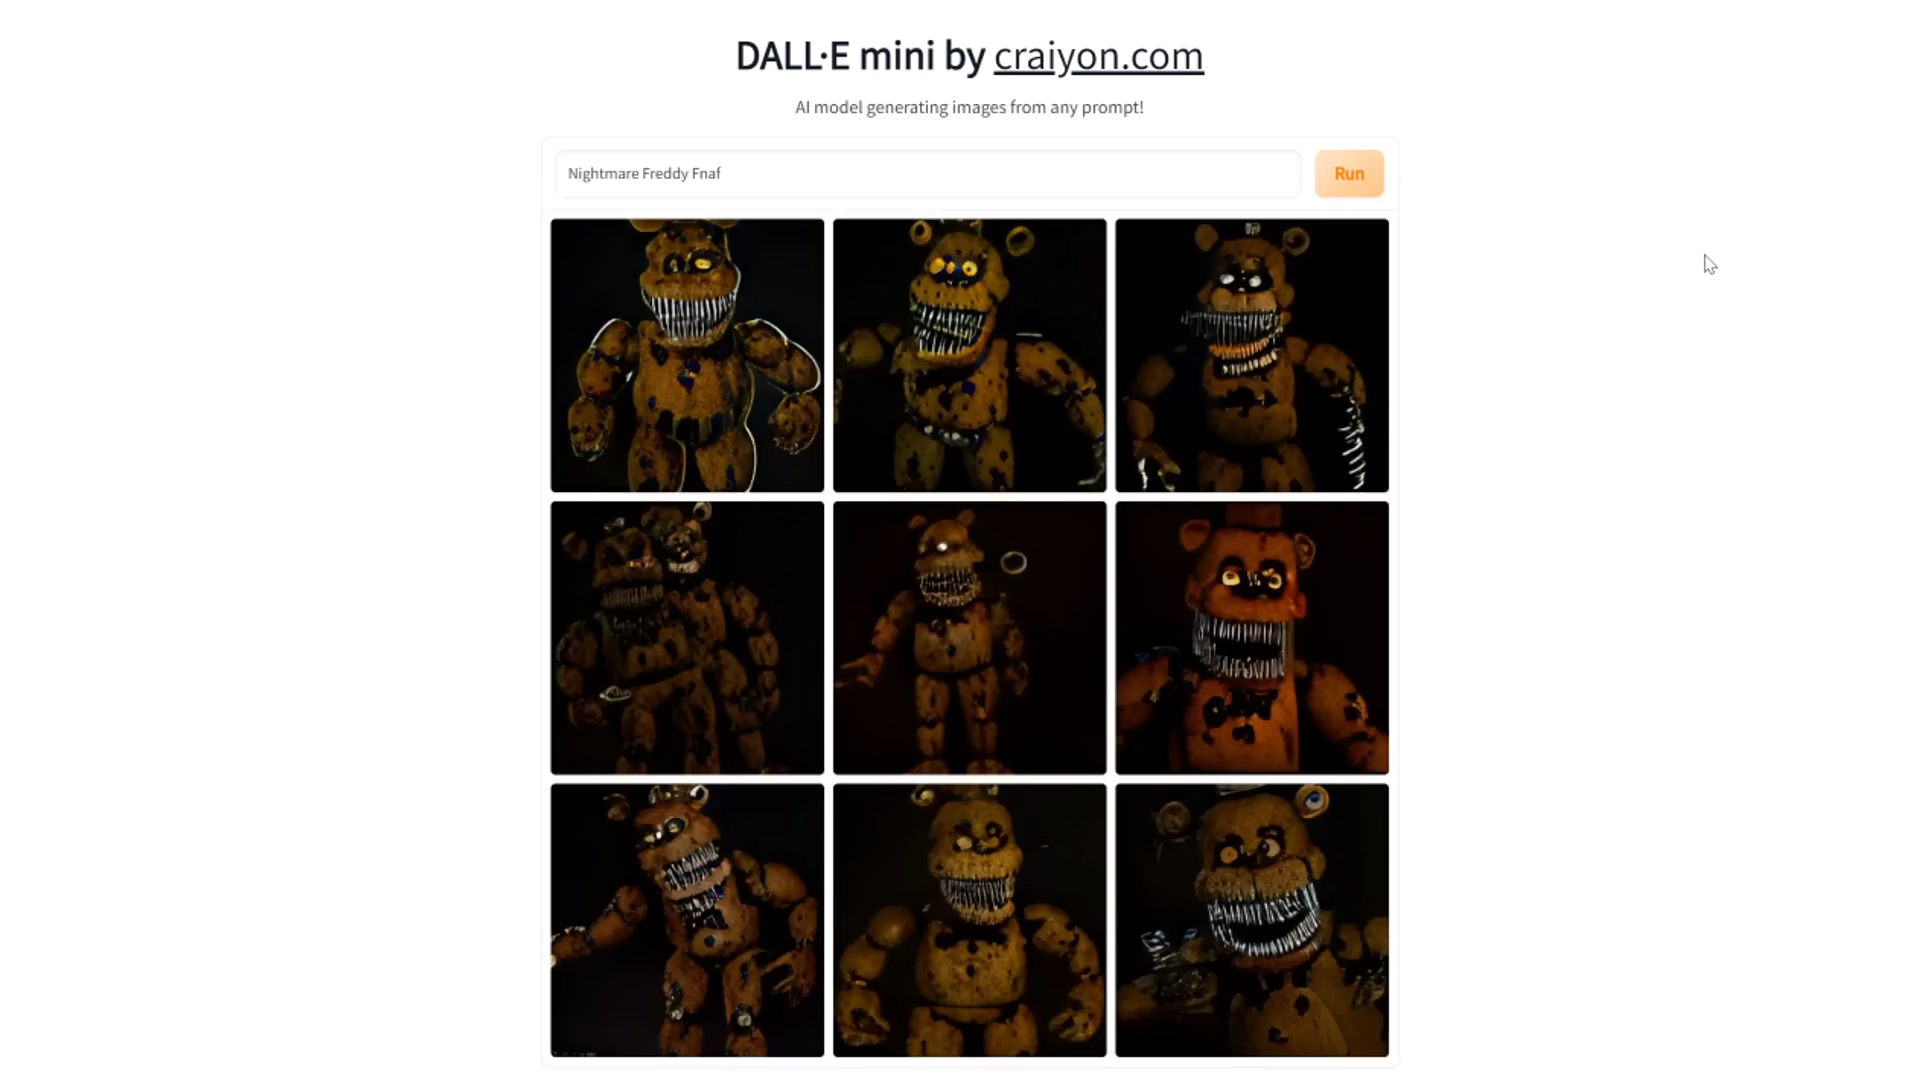 DALL·E mini by craiyon.com
AI model generating images from any prompt!
Nightmare Freddy Fnaf
Run